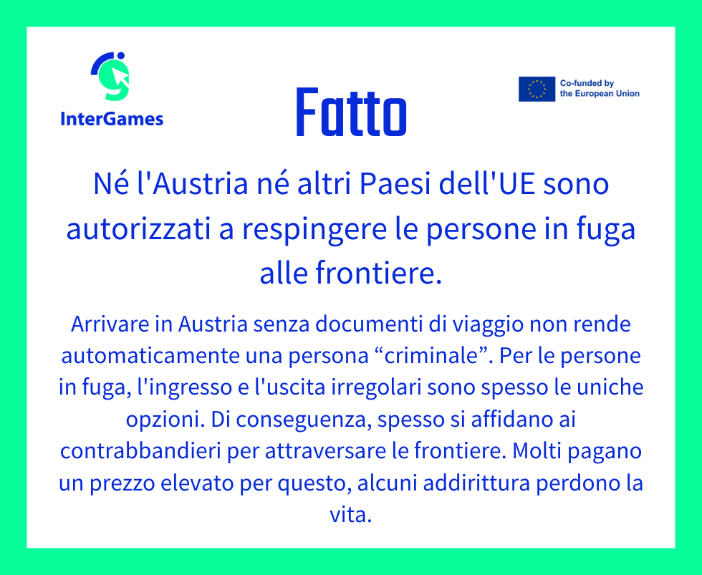 InterGames
Co-funded by
the European Union
Fatto
Né l'Austria né altri Paesi dell'UE sono
autorizzati a respingere le persone in fuga
alle frontiere.
Arrivare in Austria senza documenti di viaggio non rende
automaticamente una persona “criminale”. Per le persone
in fuga, l'ingresso e l'uscita irregolari sono spesso le uniche
opzioni. Di conseguenza, spesso si affidano ai
contrabbandieri per attraversare le frontiere. Molti pagano
un prezzo elevato per questo, alcuni addirittura perdono la
vita.